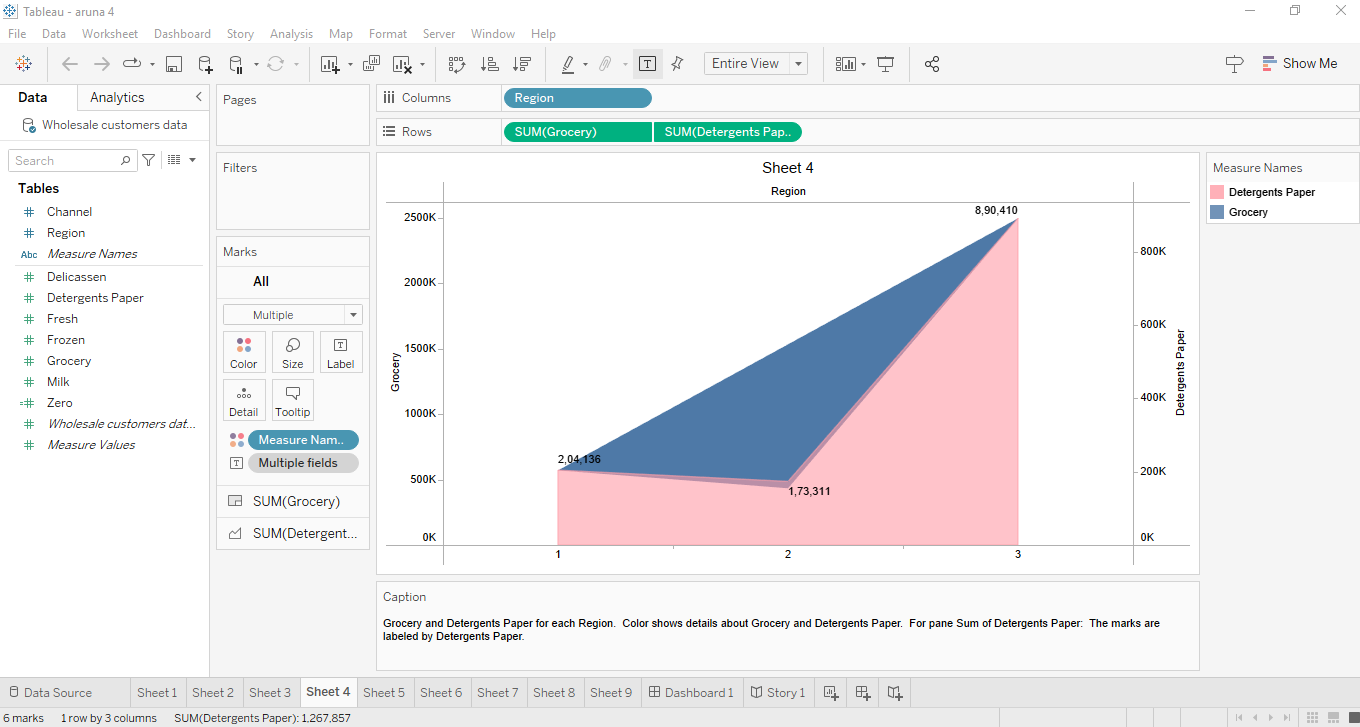 Tableau - aruna 4
File Data Worksheet Dashboard Story Analysis Map Format Server Window Help
Entire View
Show Me
Data Analytics
Wholesale customers data
Search
Tables
Channel
Region
Abc Measure Names
Delicassen
Detergents Paper
Fresh
Frozen
Grocery
Milk
Zero
Wholesale customers dat...
Measure Values
Pages
Filters
Marks
All
Multiple
Color Size Label
Detail Tooltip
Measure Nam..
Multiple fields
SUM(Grocery)
SUM(Detergent...
Columns Region
Rows SUM(Grocery) SUM(Detergents Pap..
Sheet 4
Region
Grocery
2500K
2000K
1500K
1000K
500K
0K
8,90,410
2,04,136
1,73,311
1 2 3
800K
600K
400K
200K
0K
Detergents Paper
Measure Names
Detergents Paper
Grocery
Caption
Grocery and Detergents Paper for each Region. Color shows details about Grocery and Detergents Paper. For pane Sum of Detergents Paper: The marks are
labeled by Detergents Paper.
Data Source Sheet 1 Sheet 2 Sheet 3 Sheet 4 Sheet 5 Sheet 6 Sheet 7 Sheet 8 Sheet 9 Dashboard 1 Story 1
6 marks 1 row by 3 columns SUM(Detergents Paper): 1,267,857